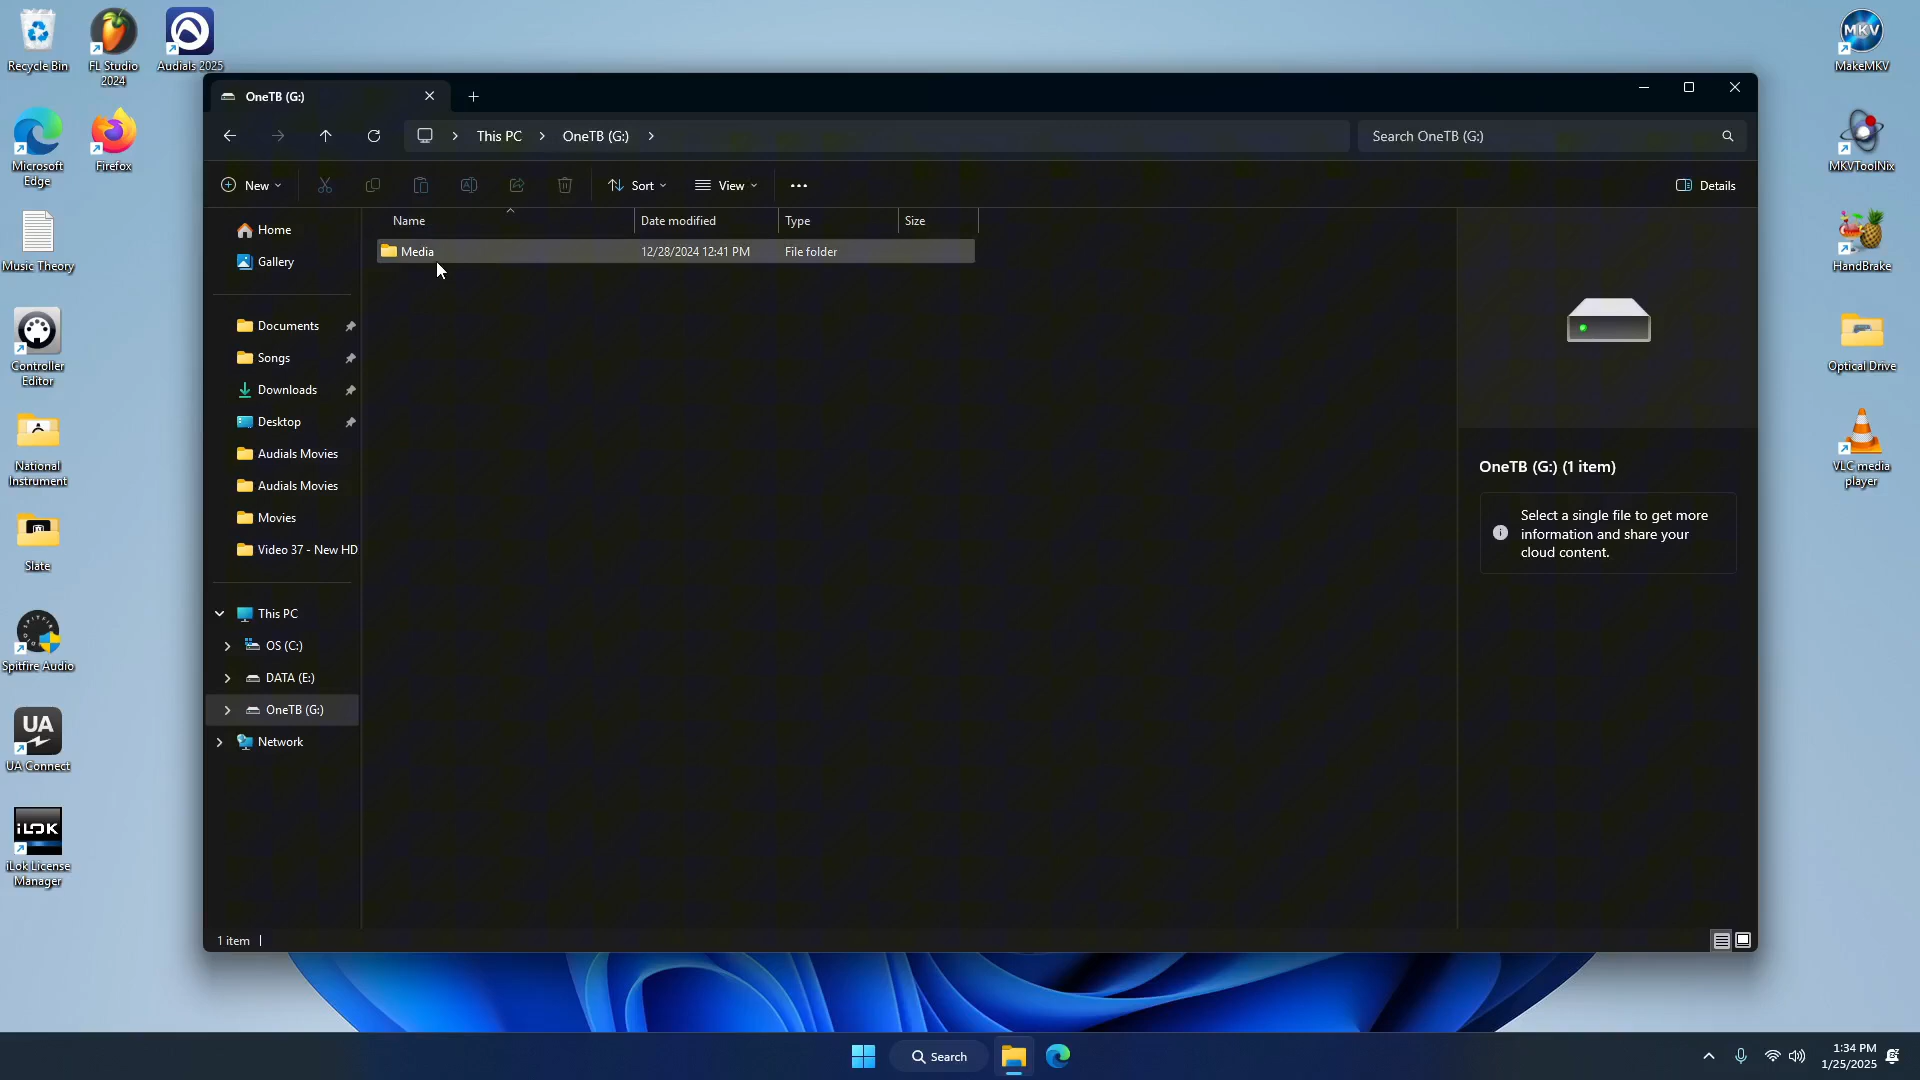 Recycle Bin
FL Studio
2024
Audials 2025
Microsoft
Edge
Firefox
Music Theory
Controller
Editor
National
Instrument
Slate
SPITFIRE
AUDIO
Spitfire Audio
UA
UA Connect
iLOK
iLok License
Manager
OneTB (G:)
This PC
OneTB (G:)
Search OneTB (G:)
New
Sort
View
Details
Home
Gallery
Documents
Songs
Downloads
Desktop
Audials Movies
Audials Movies
Movies
Video 37 - New HD
This PC
OS (C:)
DATA (E:)
OneTB (G:)
Network
Name
Date modified
Type
Size
Media
12/28/2024 12:41 PM
File folder
OneTB (G:) (1 item)
Select a single file to get more
information and share your
cloud content.
1 item
MKV
MakeMKV
MKVToolNix
HandBrake
Optical Drive
VLC media
player
Search
1:34 PM
1/25/2025